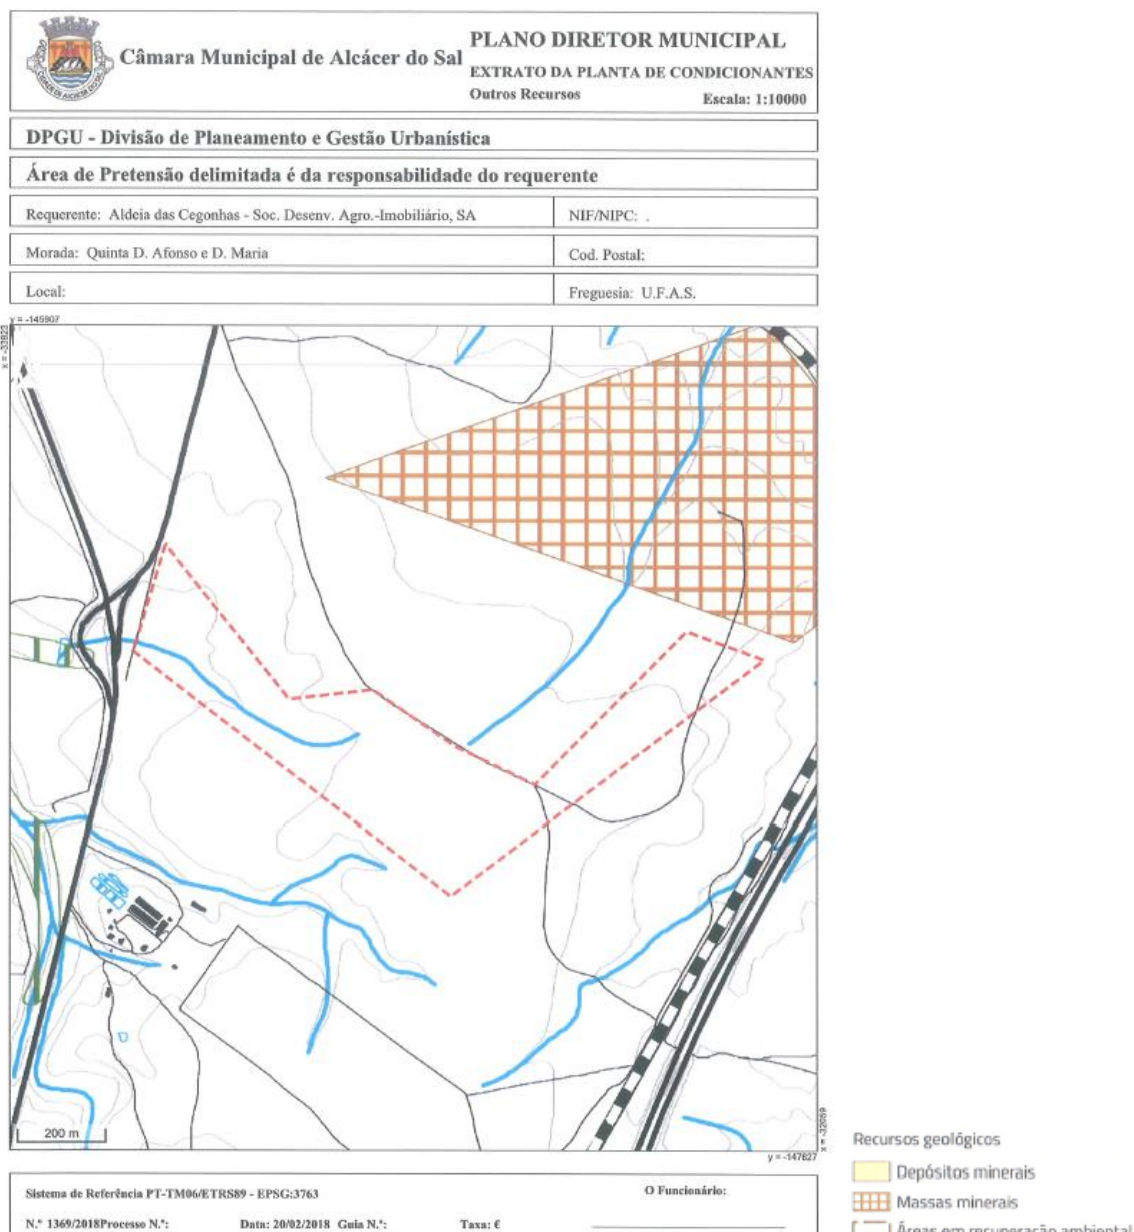 Câmara Municipal de Alcácer do Sal
PLANO DIRETOR MUNICIPAL
EXTRATO DA PLANTA DE CONDICIONANTES
Outros Recursos
Escala: 1:10000
DPGU - Divisão de Planeamento e Gestão Urbanística
Área de Pretensão delimitada é da responsabilidade do requerente
Requerente: Aldeia das Cegonhas - Soc. Desenv. Agro.-Imobiliário, SA
NIF/NIPC: .
Morada: Quinta D. Afonso e D. Maria
Cod. Postal:
Local:
Freguesia: U.F.A.S.
y = -145907
x = -33823
200 m
x = -32059
y = -147827
Sistema de Referência PT-TM06/ETRS89 - EPSG:3763
O Funcionário:
N.º 1369/2018Processo N.º: Data: 20/02/2018 Guia N.º: Taxa: €
Recursos geológicos
Depósitos minerais
Massas minerais
Áreas em recuperação ambiental